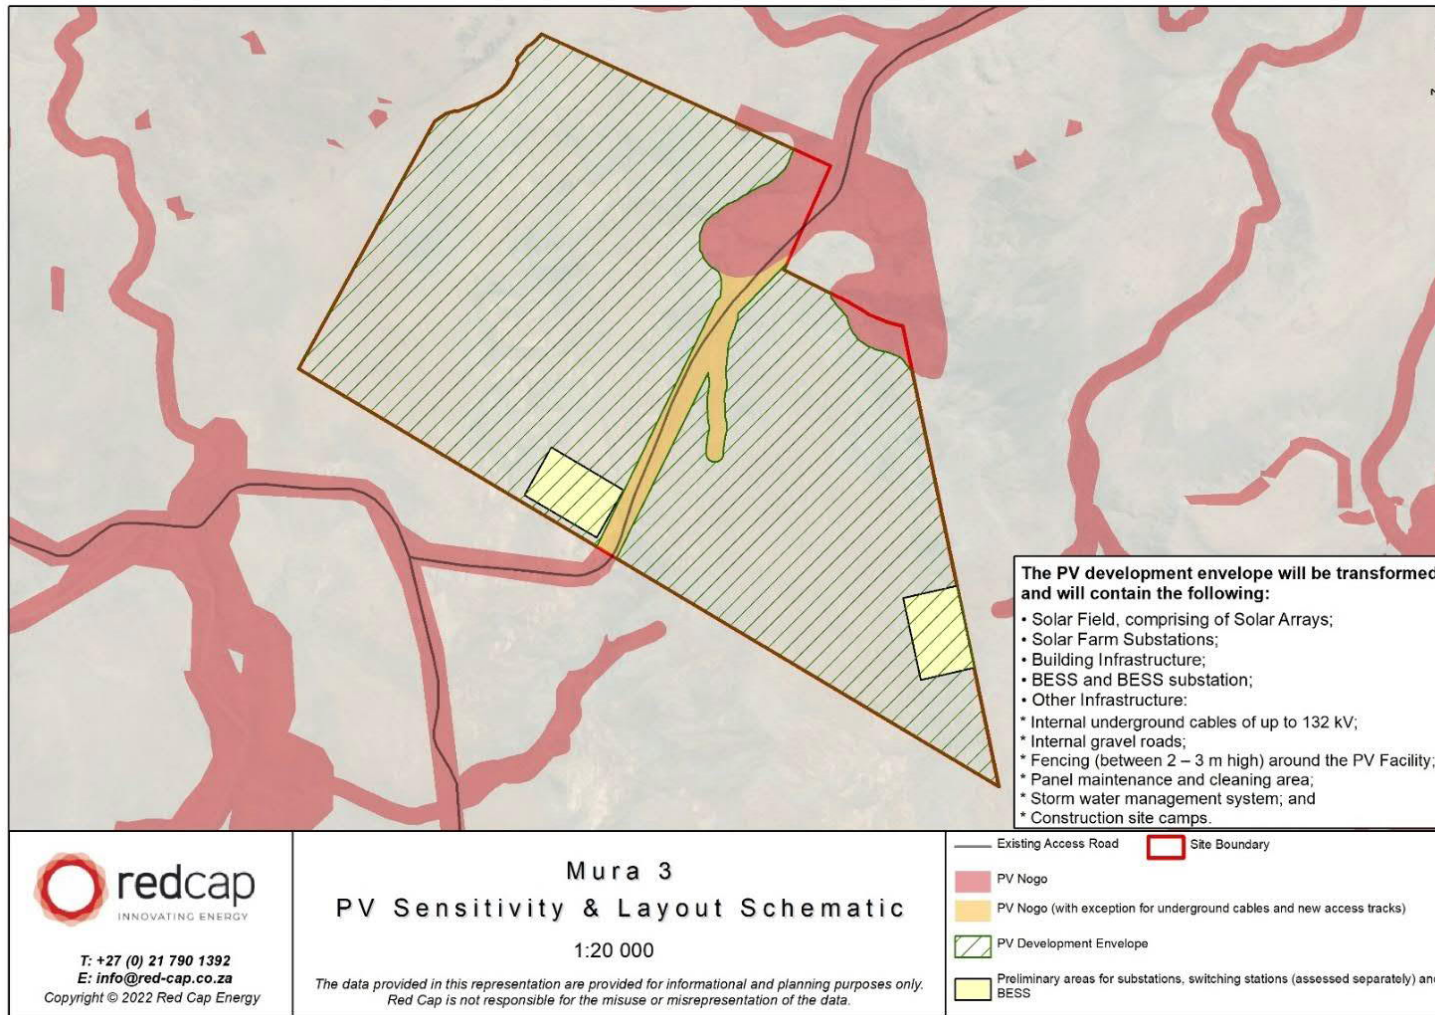 The PV development envelope will be transformed
and will contain the following:
• Solar Field, comprising of Solar Arrays;
• Solar Farm Substations;
• Building Infrastructure;
• BESS and BESS substation;
• Other Infrastructure:
* Internal underground cables of up to 132 kV;
* Internal gravel roads;
* Fencing (between 2 – 3 m high) around the PV Facility;
* Panel maintenance and cleaning area;
* Storm water management system; and
* Construction site camps.
redcap
INNOVATING ENERGY
T: +27 (0) 21 790 1392
E: info@red-cap.co.za
Copyright © 2022 Red Cap Energy
Mura 3
PV Sensitivity & Layout Schematic
1:20 000
The data provided in this representation are provided for informational and planning purposes only.
Red Cap is not responsible for the misuse or misrepresentation of the data.
Existing Access Road
Site Boundary
PV Nogo
PV Nogo (with exception for underground cables and new access tracks)
PV Development Envelope
Preliminary areas for substations, switching stations (assessed separately) and
BESS